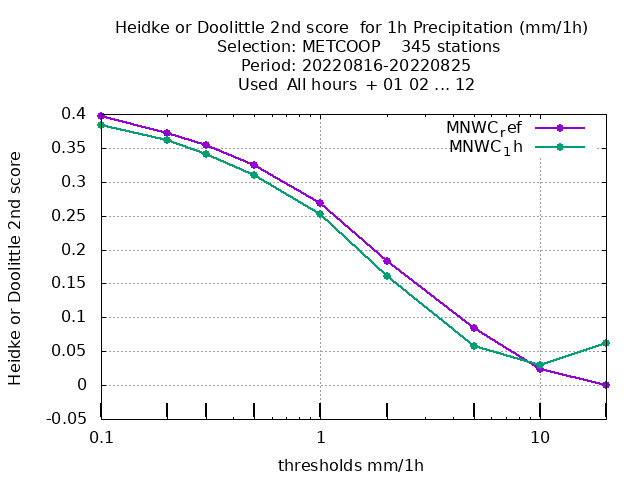 Heidke or Doolittle 2nd score  for 1h Precipitation (mm/1h)
Selection: METCOOP    345 stations
Period: 20220816-20220825
Used  All hours  + 01 02 ... 12
MNWC_ref
MNWC_1h
0.4
0.35
0.3
0.25
0.2
0.15
0.1
0.05
0
-0.05
Heidke or Doolittle 2nd score
0.1 1 10
thresholds mm/1h